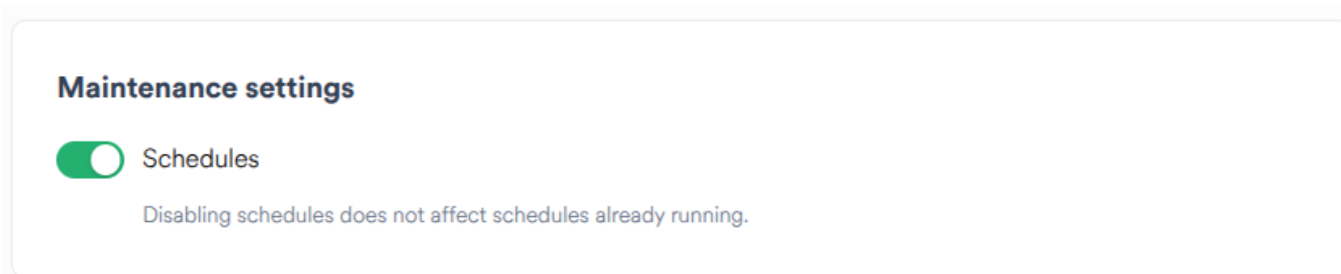 Maintenance settings
Schedules
Disabling schedules does not affect schedules already running.